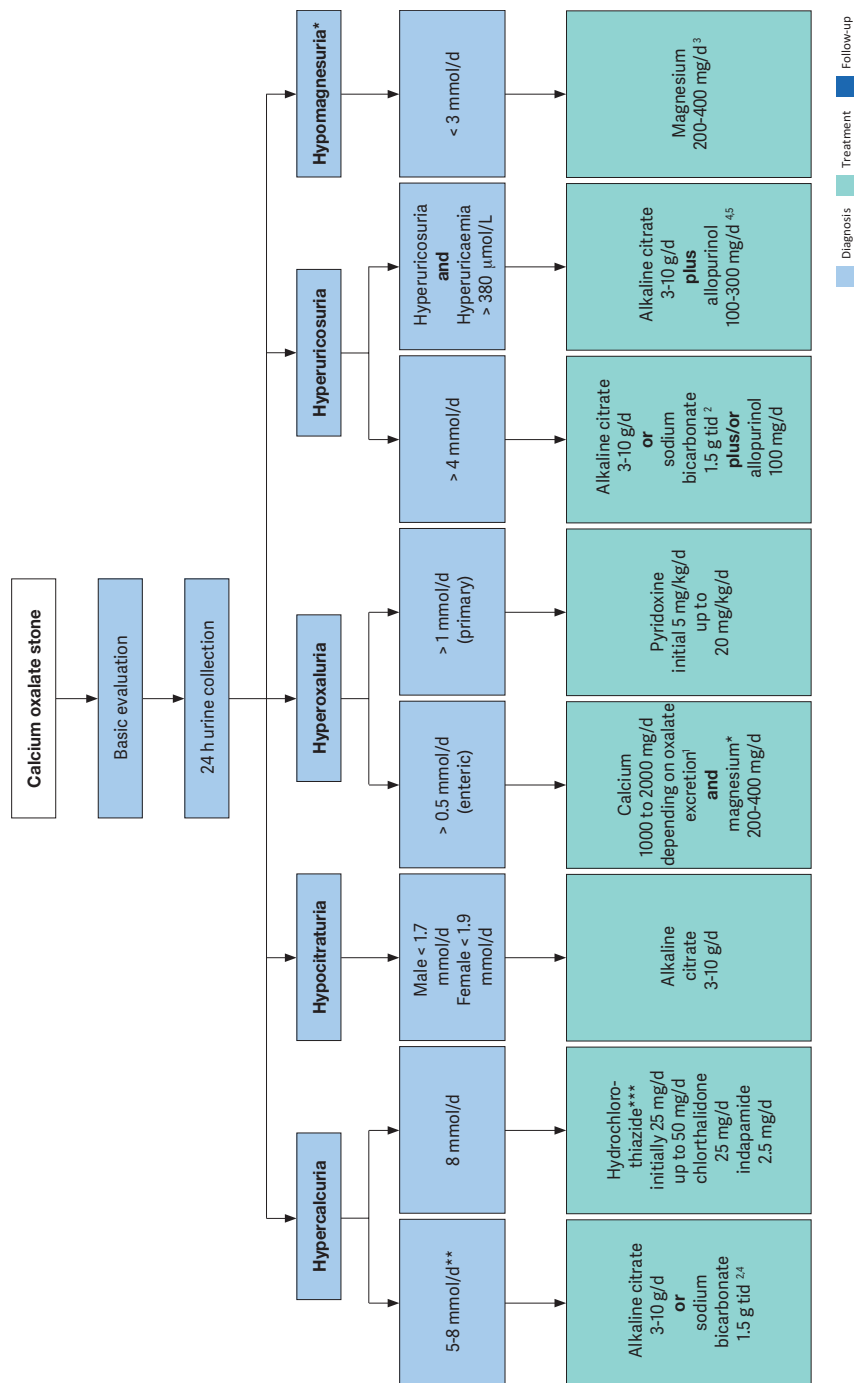 Calcium oxalate stone
Basic evaluation
24 h urine collection
Hypercalcuria
Hypocitraturia
Hyperoxaluria
Hyperuricosuria
Hypomagnesuria*
5-8 mmol/d**
8 mmol/d
Male < 1.7
mmol/d
Female < 1.9
mmol/d
> 0.5 mmol/d
(enteric)
> 1 mmol/d
(primary)
> 4 mmol/d
Hyperuricosuria
and
Hyperuricaemia
> 380 µmol/L
< 3 mmol/d
Alkaline citrate
3-10 g/d
or
sodium
bicarbonate
1.5 g tid 2,4
Hydrochloro-
thiazide***
initially 25 mg/d
up to 50 mg/d
chlorthalidone
25 mg/d
indapamide
2.5 mg/d
Alkaline
citrate
3-10 g/d
Calcium
1000 to 2000 mg/d
depending on oxalate
excretion1
and
magnesium*
200-400 mg/d
Pyridoxine
initial 5 mg/kg/d
up to
20 mg/kg/d
Alkaline citrate
3-10 g/d
or
sodium
bicarbonate
1.5 g tid 2
plus/or
allopurinol
100 mg/d
Alkaline citrate
3-10 g/d
plus
allopurinol
100-300 mg/d 4,5
Magnesium
200-400 mg/d 3
Diagnosis
Treatment
Follow-up